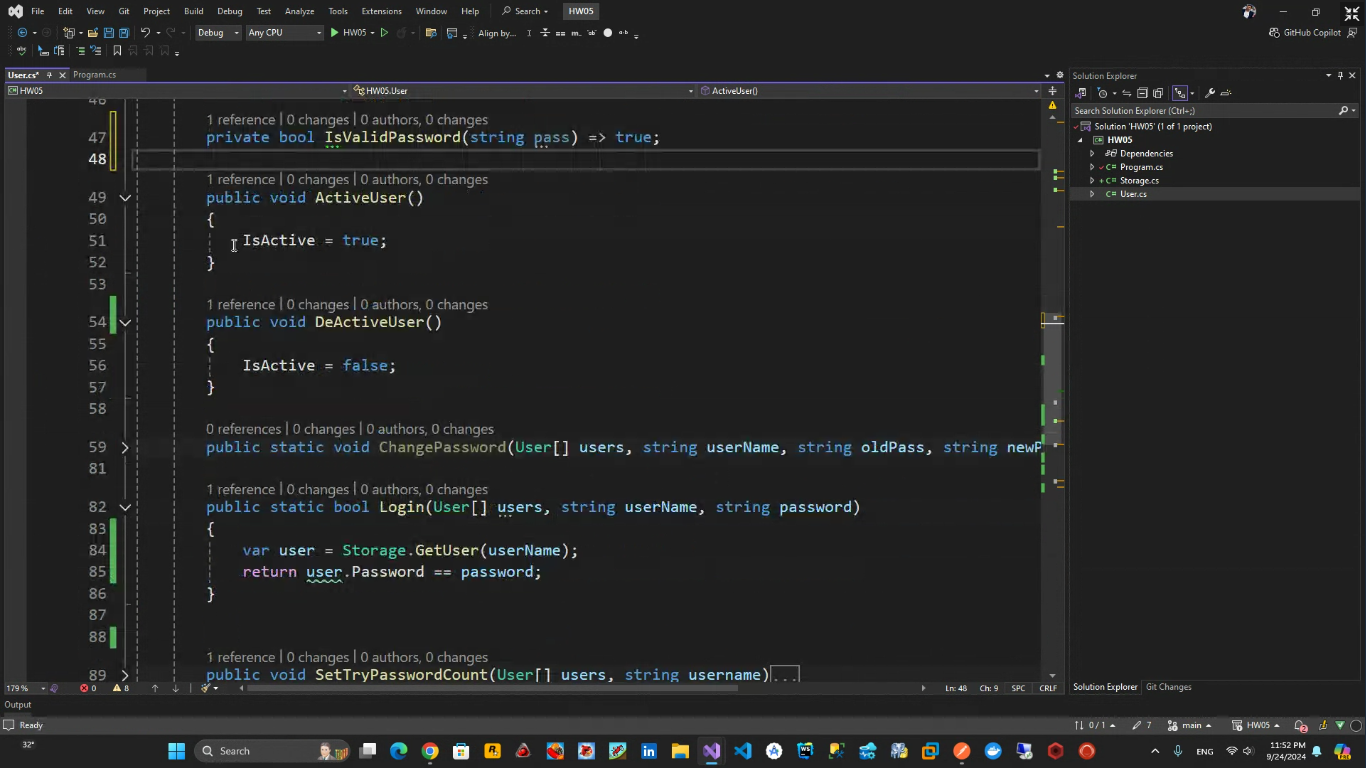 File Edit View Git Project Build Debug Test Analyze Tools Extensions Window Help Search HW05
Debug Any CPU HW05 Align by... GitHub Copilot
User.cs* Program.cs
HW05 HW05.User ActiveUser()
46
1 reference | 0 changes | 0 authors, 0 changes
47 private bool IsValidPassword(string pass) => true;
48
1 reference | 0 changes | 0 authors, 0 changes
49 public void ActiveUser()
50 {
51 IsActive = true;
52 }
53
1 reference | 0 changes | 0 authors, 0 changes
54 public void DeActiveUser()
55 {
56 IsActive = false;
57 }
58
0 references | 0 changes | 0 authors, 0 changes
59 public static void ChangePassword(User[] users, string userName, string oldPass, string newP
81
1 reference | 0 changes | 0 authors, 0 changes
82 public static bool Login(User[] users, string userName, string password)
83 {
84 var user = Storage.GetUser(userName);
85 return user.Password == password;
86 }
87
88
1 reference | 0 changes | 0 authors, 0 changes
89 public void SetTryPasswordCount(User[] users, string username)...
179 % 0 8 Ln: 48 Ch: 9 SPC CRLF
Solution Explorer
Search Solution Explorer (Ctrl+;)
Solution 'HW05' (1 of 1 project)
HW05
Dependencies
Program.cs
Storage.cs
User.cs
Solution Explorer Git Changes
Output
Ready 0 / 1 7 main HW05
32°
Search
ENG 11:52 PM
9/24/2024